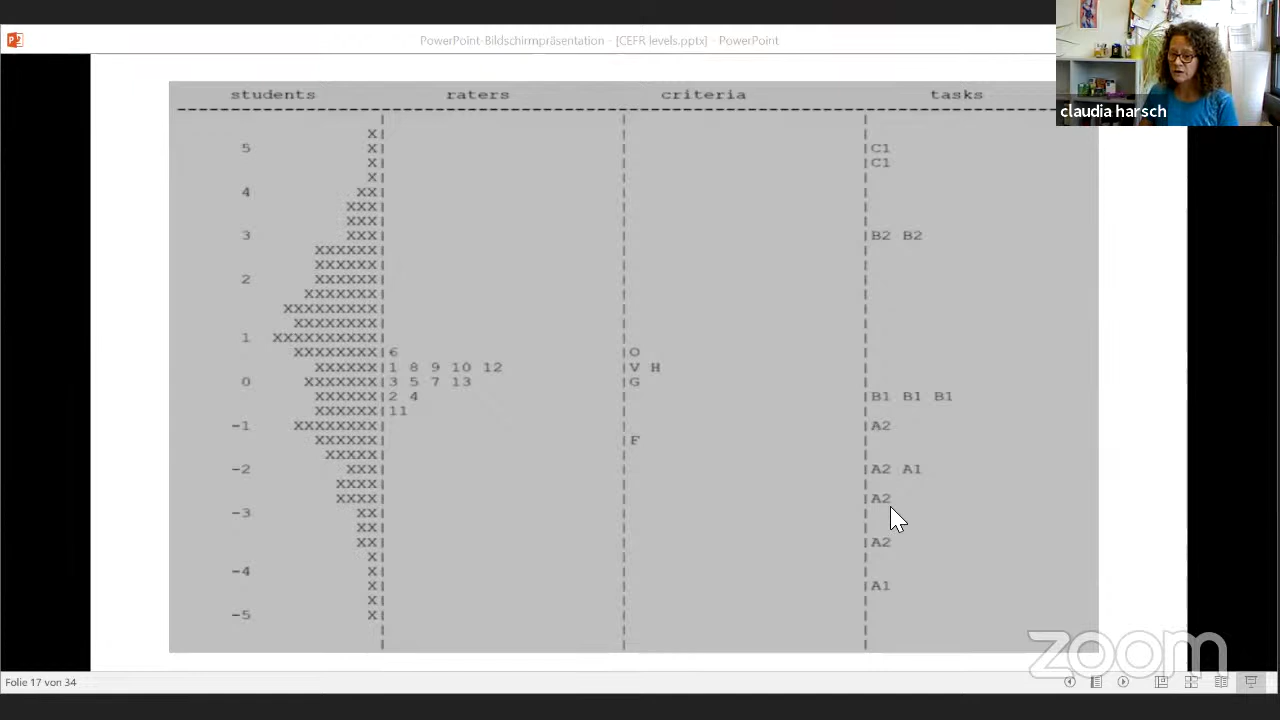 PowerPoint-Bildschirmpräsentation - [CEFR levels.pptx] - PowerPoint
claudia harsch
students raters criteria tasks
X
5 X C1
X C1
X
4 XX
XXX
XXX
3 XXX B2 B2
XXXXXX
XXXXXX
2 XXXXXX
XXXXXXX
XXXXXXXXX
XXXXXXXX
1 XXXXXXXXXX
XXXXXXXX 6 O
XXXXXX 1 8 9 10 12 V H
0 XXXXXXX 3 5 7 13 G
XXXXXX 2 4 B1 B1 B1
XXXXXX 11
-1 XXXXXXXX A2
XXXXXX F
XXXXX
-2 XXX A2 A1
XXXX
XXXX A2
-3 XX
XX
XX A2
X
-4 X
X A1
X
-5 X
zoom
Folie 17 von 34